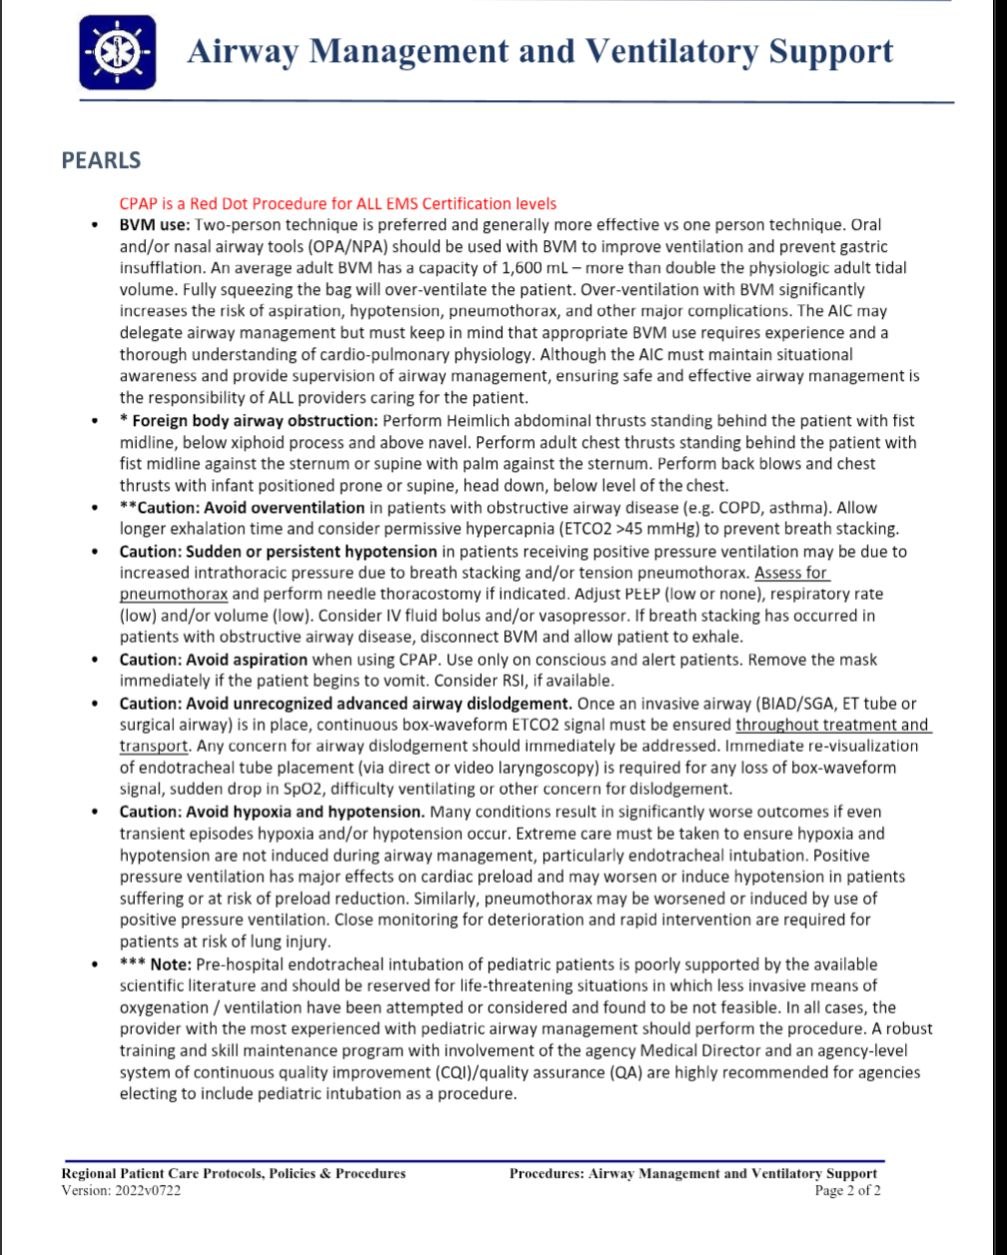 Airway Management and Ventilatory Support
PEARLS
CPAP is a Red Dot Procedure for ALL EMS Certification levels
• BVM use: Two-person technique is preferred and generally more effective vs one person technique. Oral
and/or nasal airway tools (OPA/NPA) should be used with BVM to improve ventilation and prevent gastric
insufflation. An average adult BVM has a capacity of 1,600 mL – more than double the physiologic adult tidal
volume. Fully squeezing the bag will over-ventilate the patient. Over-ventilation with BVM significantly
increases the risk of aspiration, hypotension, pneumothorax, and other major complications. The AIC may
delegate airway management but must keep in mind that appropriate BVM use requires experience and a
thorough understanding of cardio-pulmonary physiology. Although the AIC must maintain situational
awareness and provide supervision of airway management, ensuring safe and effective airway management is
the responsibility of ALL providers caring for the patient.
• * Foreign body airway obstruction: Perform Heimlich abdominal thrusts standing behind the patient with fist
midline, below xiphoid process and above navel. Perform adult chest thrusts standing behind the patient with
fist midline against the sternum or supine with palm against the sternum. Perform back blows and chest
thrusts with infant positioned prone or supine, head down, below level of the chest.
• **Caution: Avoid overventilation in patients with obstructive airway disease (e.g. COPD, asthma). Allow
longer exhalation time and consider permissive hypercapnia (ETCO2 >45 mmHg) to prevent breath stacking.
• Caution: Sudden or persistent hypotension in patients receiving positive pressure ventilation may be due to
increased intrathoracic pressure due to breath stacking and/or tension pneumothorax. Assess for
pneumothorax and perform needle thoracostomy if indicated. Adjust PEEP (low or none), respiratory rate
(low) and/or volume (low). Consider IV fluid bolus and/or vasopressor. If breath stacking has occurred in
patients with obstructive airway disease, disconnect BVM and allow patient to exhale.
• Caution: Avoid aspiration when using CPAP. Use only on conscious and alert patients. Remove the mask
immediately if the patient begins to vomit. Consider RSI, if available.
• Caution: Avoid unrecognized advanced airway dislodgement. Once an invasive airway (BIAD/SGA, ET tube or
surgical airway) is in place, continuous box-waveform ETCO2 signal must be ensured throughout treatment and
transport. Any concern for airway dislodgement should immediately be addressed. Immediate re-visualization
of endotracheal tube placement (via direct or video laryngoscopy) is required for any loss of box-waveform
signal, sudden drop in SpO2, difficulty ventilating or other concern for dislodgement.
• Caution: Avoid hypoxia and hypotension. Many conditions result in significantly worse outcomes if even
transient episodes hypoxia and/or hypotension occur. Extreme care must be taken to ensure hypoxia and
hypotension are not induced during airway management, particularly endotracheal intubation. Positive
pressure ventilation has major effects on cardiac preload and may worsen or induce hypotension in patients
suffering or at risk of preload reduction. Similarly, pneumothorax may be worsened or induced by use of
positive pressure ventilation. Close monitoring for deterioration and rapid intervention are required for
patients at risk of lung injury.
• *** Note: Pre-hospital endotracheal intubation of pediatric patients is poorly supported by the available
scientific literature and should be reserved for life-threatening situations in which less invasive means of
oxygenation / ventilation have been attempted or considered and found to be not feasible. In all cases, the
provider with the most experienced with pediatric airway management should perform the procedure. A robust
training and skill maintenance program with involvement of the agency Medical Director and an agency-level
system of continuous quality improvement (CQI)/quality assurance (QA) are highly recommended for agencies
electing to include pediatric intubation as a procedure.
Regional Patient Care Protocols, Policies & Procedures Procedures: Airway Management and Ventilatory Support
Version: 2022v0722 Page 2 of 2